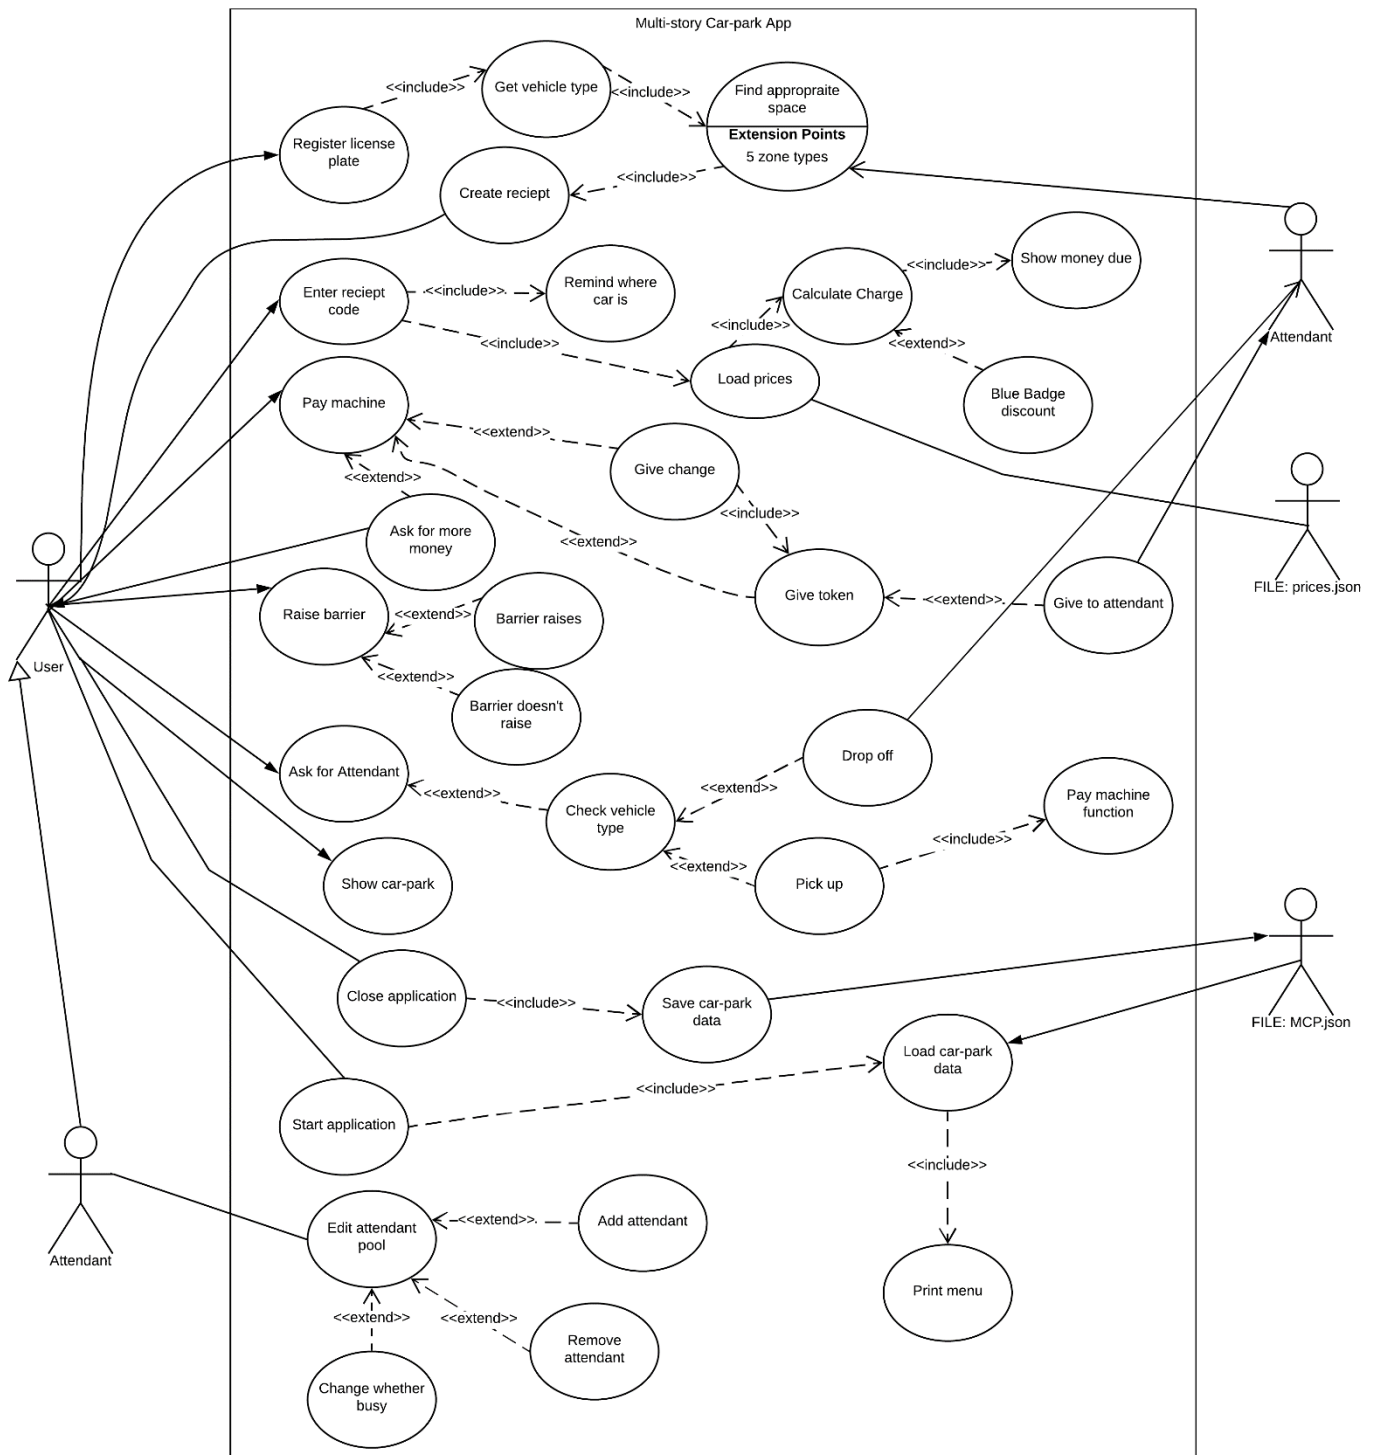 Multi-story Car-park App
Get vehicle type
<<include>>
<<include>>
Find appropraite
space
Extension Points
5 zone types
Register license
plate
<<include>>
Create reciept
Show money due
<<include>>
Attendant
Enter reciept
code
<<include>>
Remind where
car is
Calculate Charge
<<include>>
<<include>>
<<extend>>
Load prices
Blue Badge
discount
Pay machine
<<extend>>
Give change
<<extend>>
<<include>>
Ask for more
money
<<extend>>
FILE: prices.json
Give token
<<extend>>
Give to attendant
User
Raise barrier
<<extend>>
Barrier raises
<<extend>>
Barrier doesn't
raise
Drop off
Ask for Attendant
<<extend>>
<<extend>>
Check vehicle
type
Pay machine
function
<<include>>
<<extend>>
Pick up
Show car-park
Close application
<<include>>
Save car-park
data
FILE: MCP.json
Load car-park
data
<<include>>
Start application
<<include>>
Attendant
Edit attendant
pool
<<extend>>
Add attendant
Print menu
<<extend>>
<<extend>>
Remove
attendant
Change whether
busy